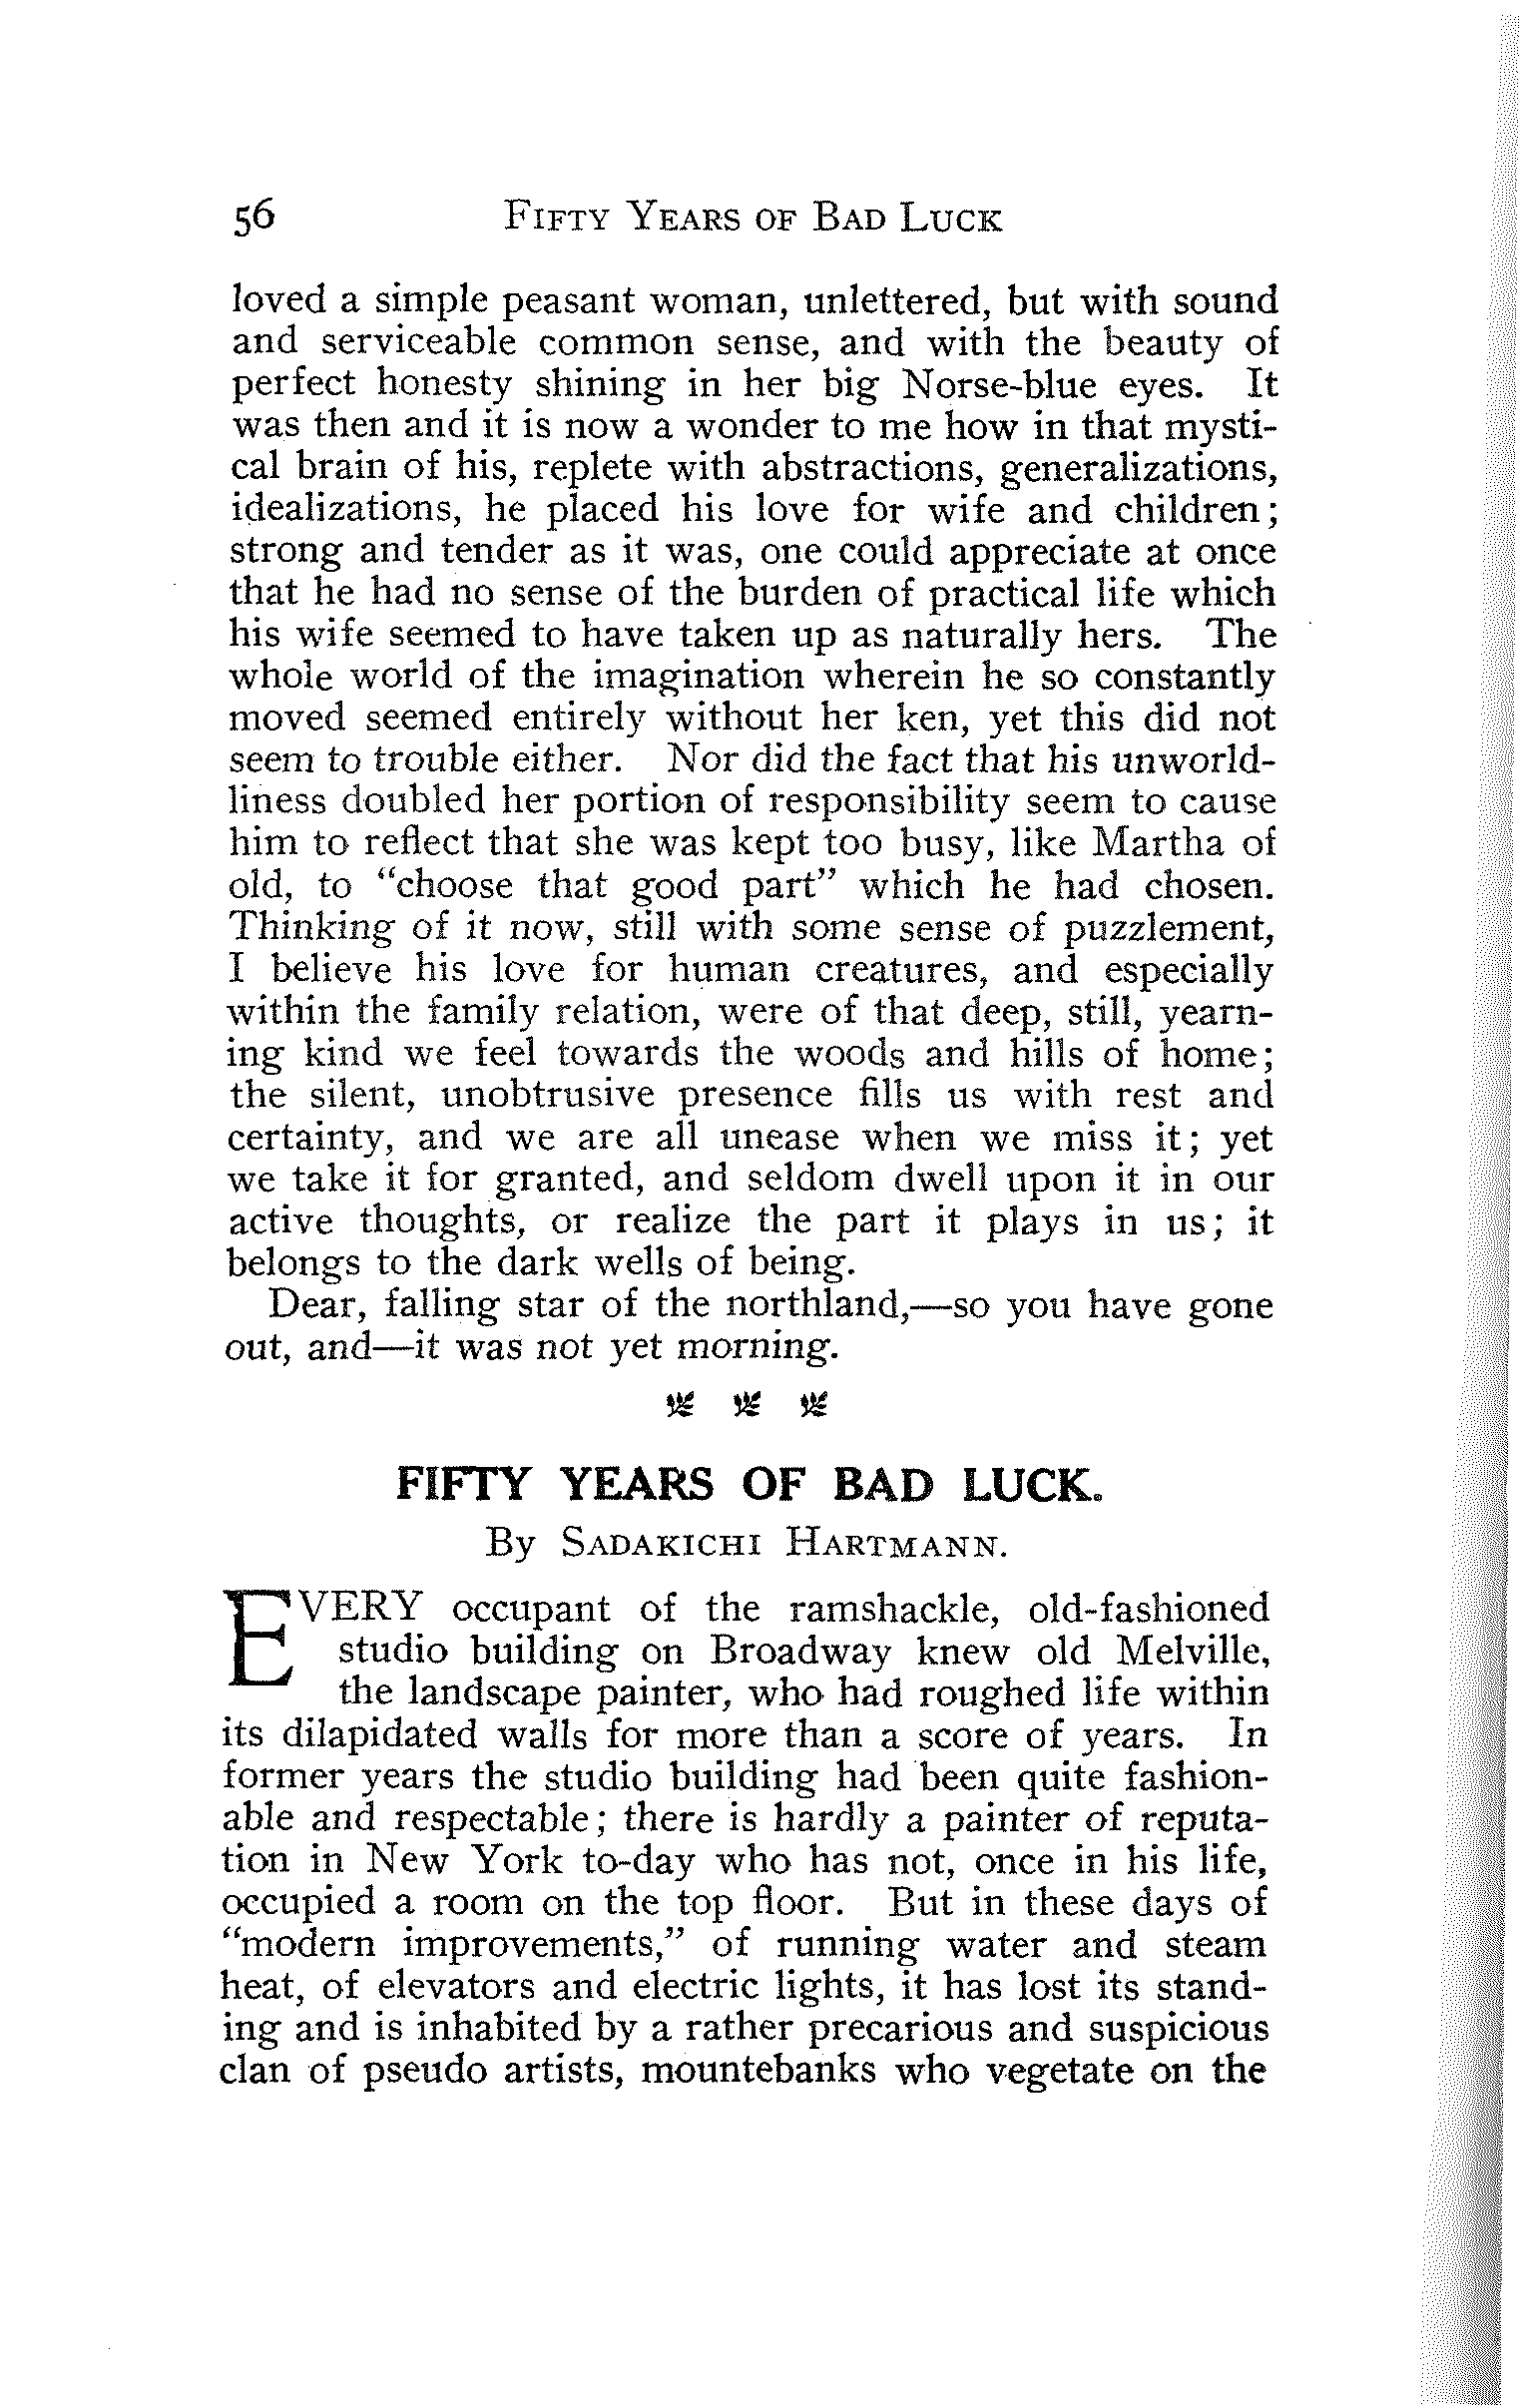 56 FIFTY YEARS OF BAD LUCK
loved a simple peasant woman, unlettered, but with sound
and serviceable common sense, and with the beauty of
perfect honesty shining in her big Norse-blue eyes. It
was then and it is now a wonder to me how in that mysti-
cal brain of his, replete with abstractions, generalizations,
idealizations, he placed his love for wife and children;
strong and tender as it was, one could appreciate at once
that he had no sense of the burden of practical life which
his wife seemed to have taken up as naturally hers. The
whole world of the imagination wherein he so constantly
moved seemed entirely without her ken, yet this did not
seem to trouble either. Nor did the fact that his unworld-
liness doubled her portion of responsibility seem to cause
him to reflect that she was kept too busy, like Martha of
old, to "choose that good part" which he had chosen.
Thinking of it now, still with some sense of puzzlement,
I believe his love for human creatures, and especially
within the family relation, were of that deep, still, yearn-
ing kind we feel towards the woods and hills of home;
the silent, unobtrusive presence fills us with rest and
certainty, and we are all unease when we miss it; yet
we take it for granted, and seldom dwell upon it in our
active thoughts, or realize the part it plays in us; it
belongs to the dark wells of being.
Dear, falling star of the northland,—so you have gone
out, and—it was not yet morning.
FIFTY YEARS OF BAD LUCK.
By SADAKICHI HARTMANN.
EVERY occupant of the ramshackle, old-fashioned
studio building on Broadway knew old Melville,
the landscape painter, who had roughed life within
its dilapidated walls for more than a score of years. In
former years the studio building had been quite fashion-
able and respectable; there is hardly a painter of reputa-
tion in New York to-day who has not, once in his life,
occupied a room on the top floor. But in these days of
"modern improvements," of running water and steam
heat, of elevators and electric lights, it has lost its stand-
ing and is inhabited by a rather precarious and suspicious
clan of pseudo artists, mountebanks who vegetate on the